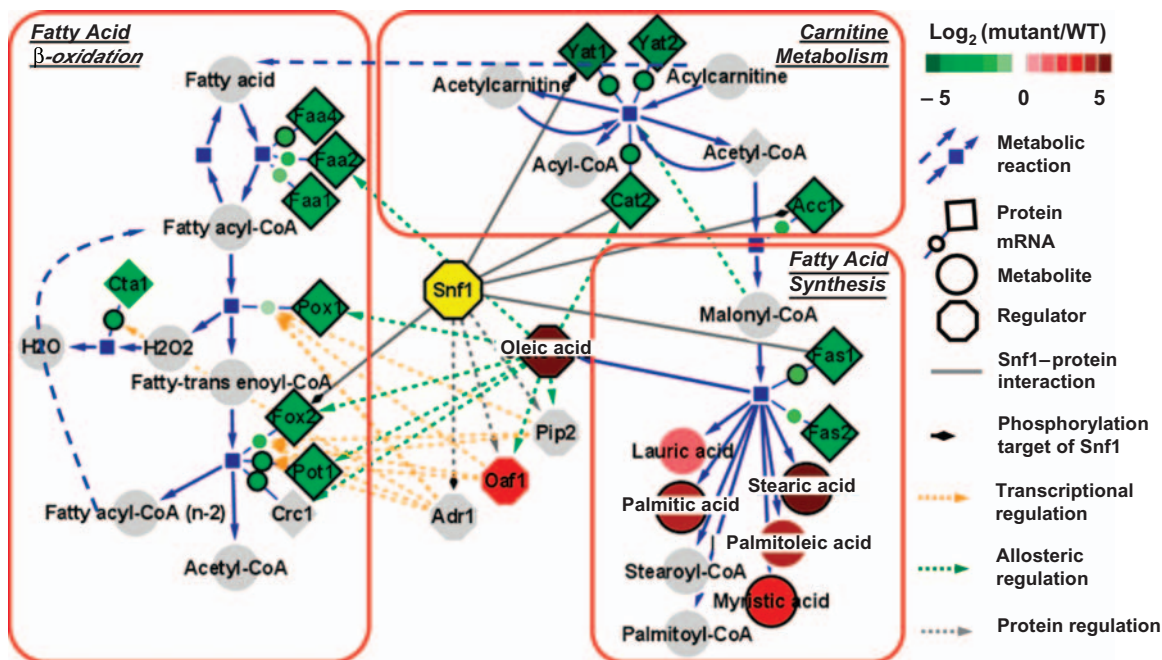 Fatty Acid
β-oxidation
Fatty acid
Faa4
Faa2
Faa1
Fatty acyl-CoA
Cta1
Pox1
H2O
H2O2
Fatty-trans enoyl-CoA
Fox2
Pot1
Crc1
Fatty acyl-CoA (n-2)
Acetyl-CoA
Carnitine
Metabolism
Yat1
Yat2
Acetylcarnitine
Acylcarnitine
Acyl-CoA
Acetyl-CoA
Cat2
Acc1
Snf1
Oleic acid
Pip2
Oaf1
Adr1
Fatty Acid
Synthesis
Malonyl-CoA
Fas1
Fas2
Lauric acid
Stearic acid
Palmitic acid
Palmitoleic acid
Stearoyl-CoA
Myristic acid
Palmitoyl-CoA
Log₂ (mutant/WT)
– 5 0 5
Metabolic
reaction
Protein
mRNA
Metabolite
Regulator
Snf1–protein
interaction
Phosphorylation
target of Snf1
Transcriptional
regulation
Allosteric
regulation
Protein regulation